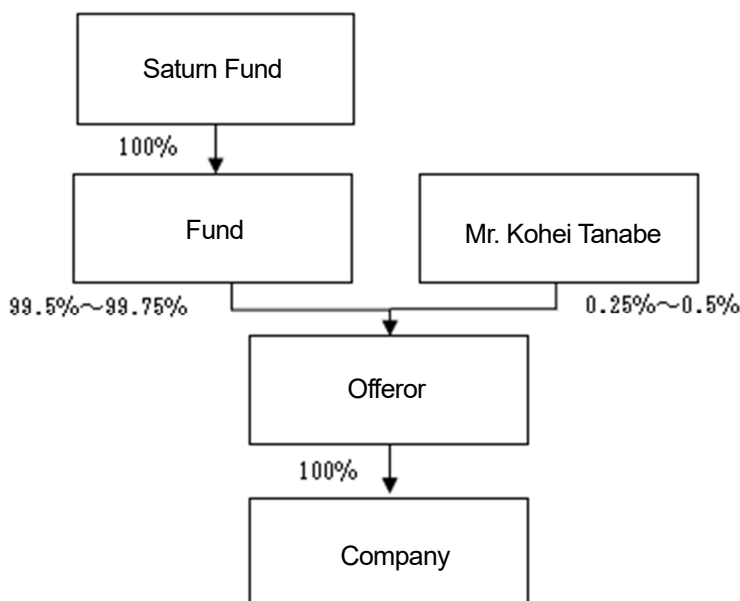 Saturn Fund
100%
Fund
Mr. Kohei Tanabe
99.5%～99.75%
0.25%～0.5%
Offeror
100%
Company